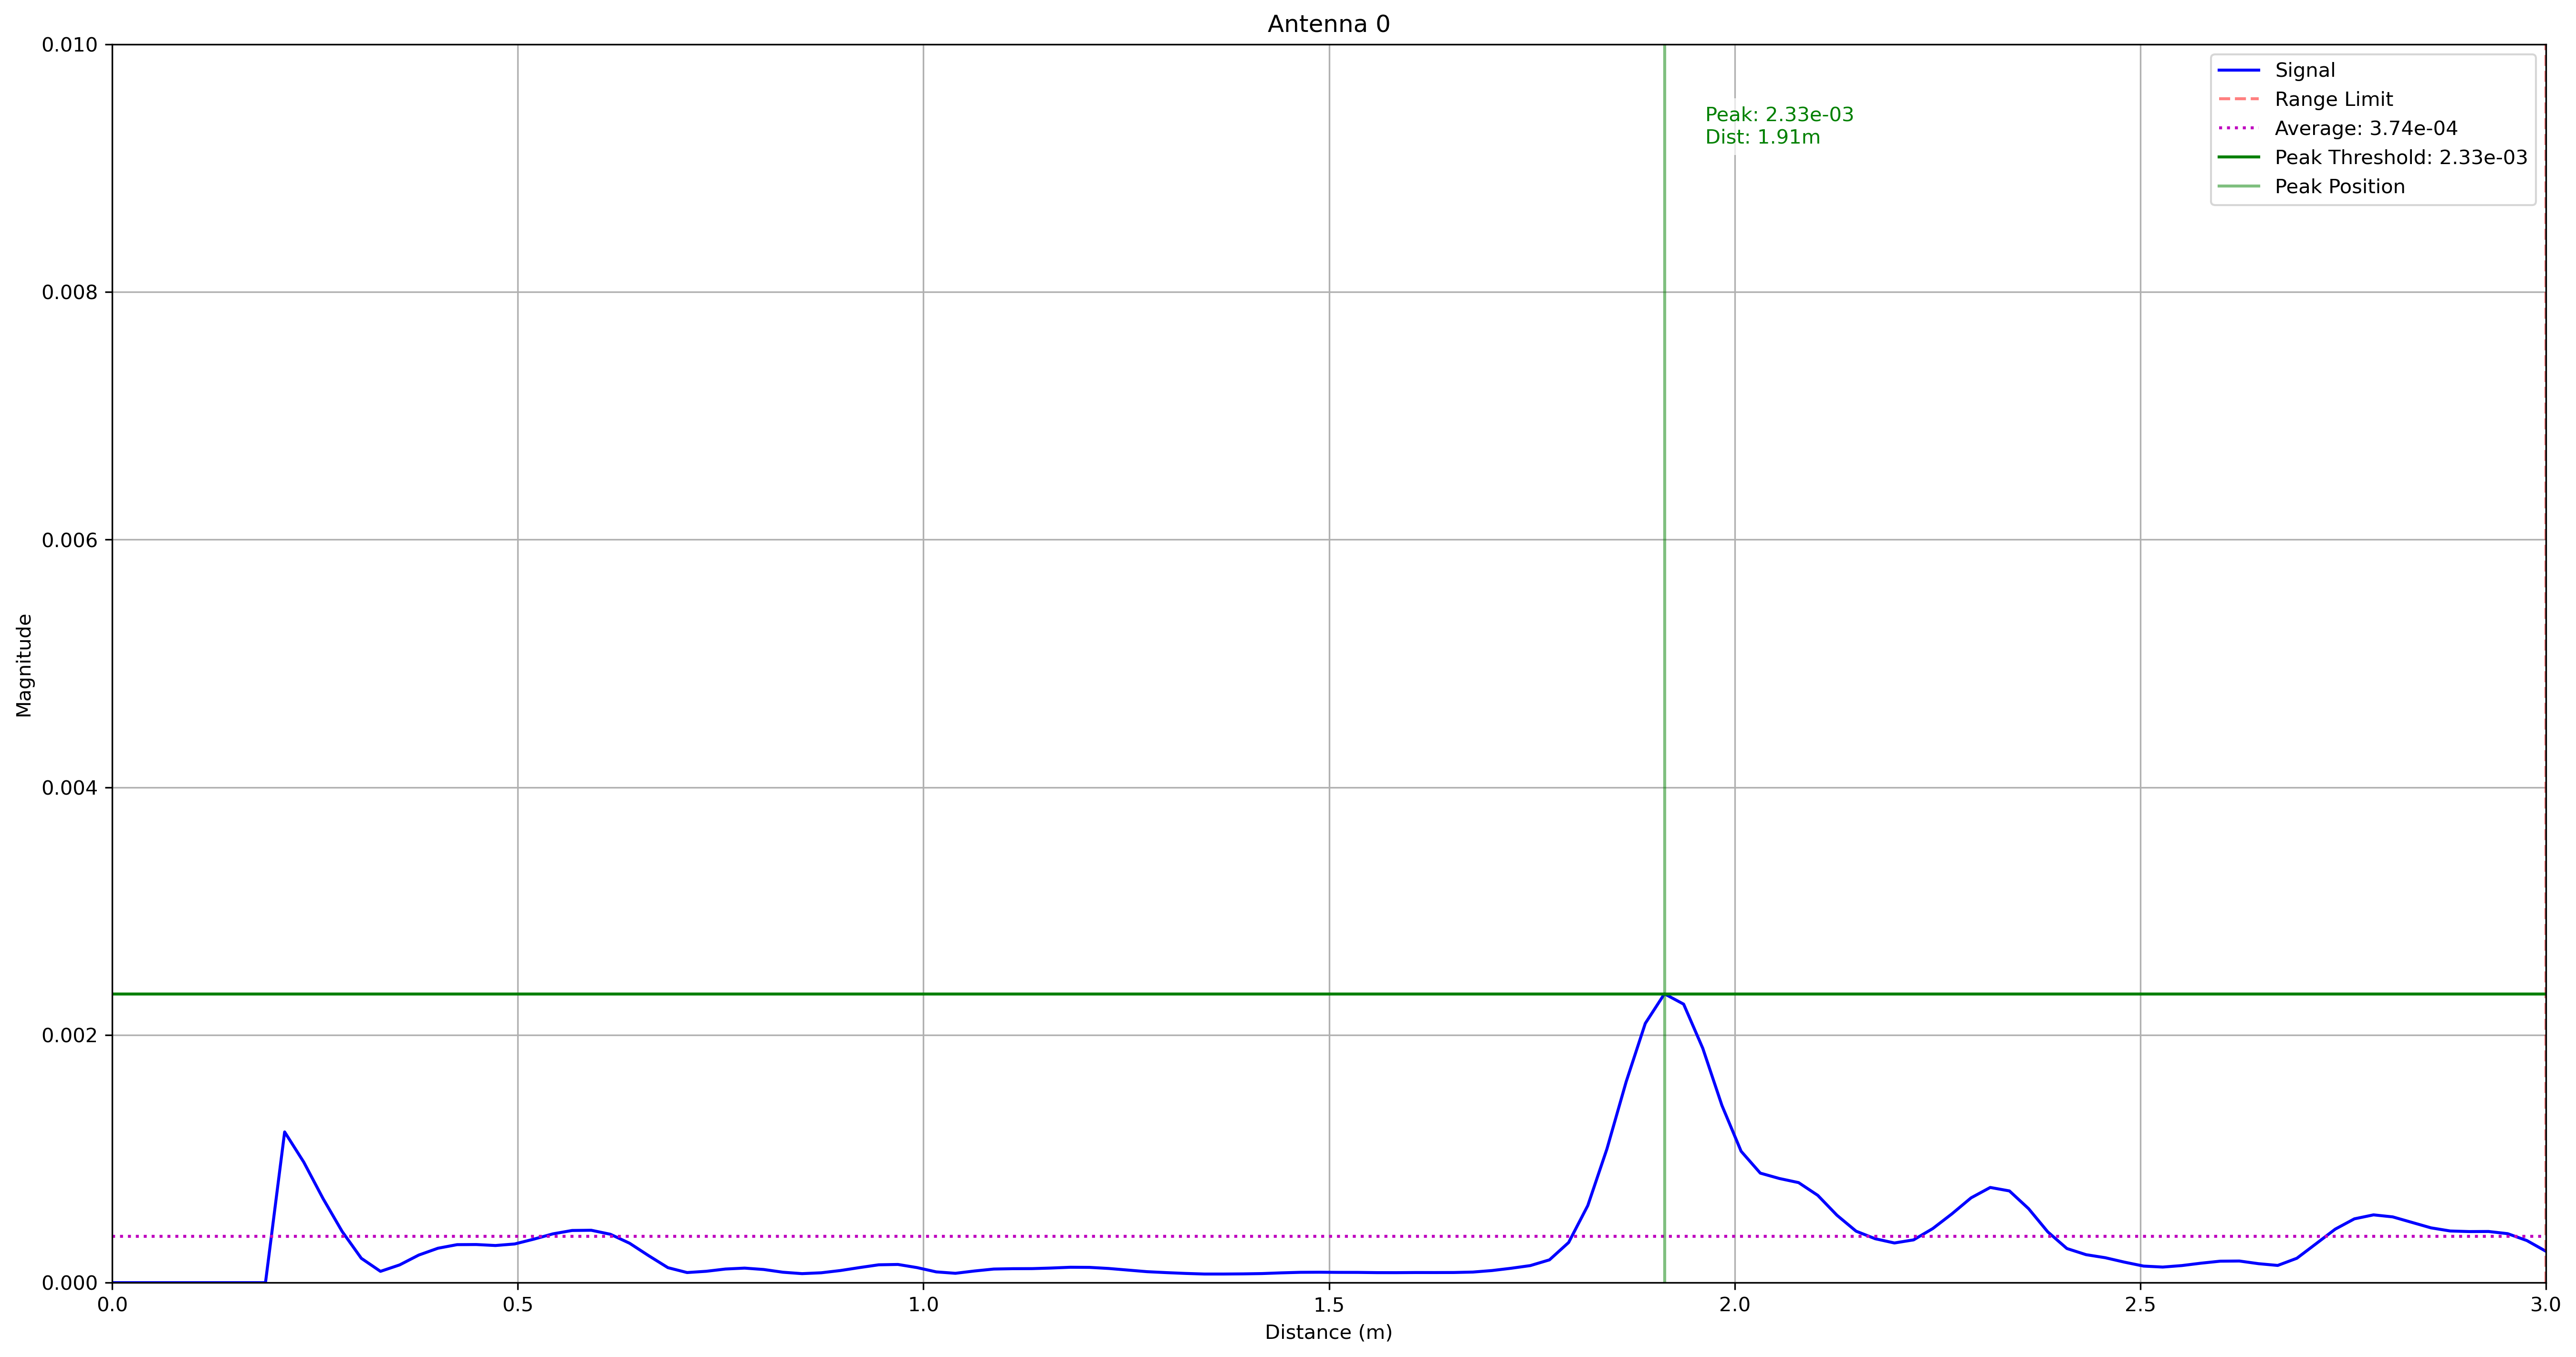 Antenna 0
0.010
0.008
0.006
0.004
0.002
0.000
Magnitude
Peak: 2.33e-03
Dist: 1.91m
Signal
Range Limit
Average: 3.74e-04
Peak Threshold: 2.33e-03
Peak Position
0.0 0.5 1.0 1.5 2.0 2.5 3.0
Distance (m)